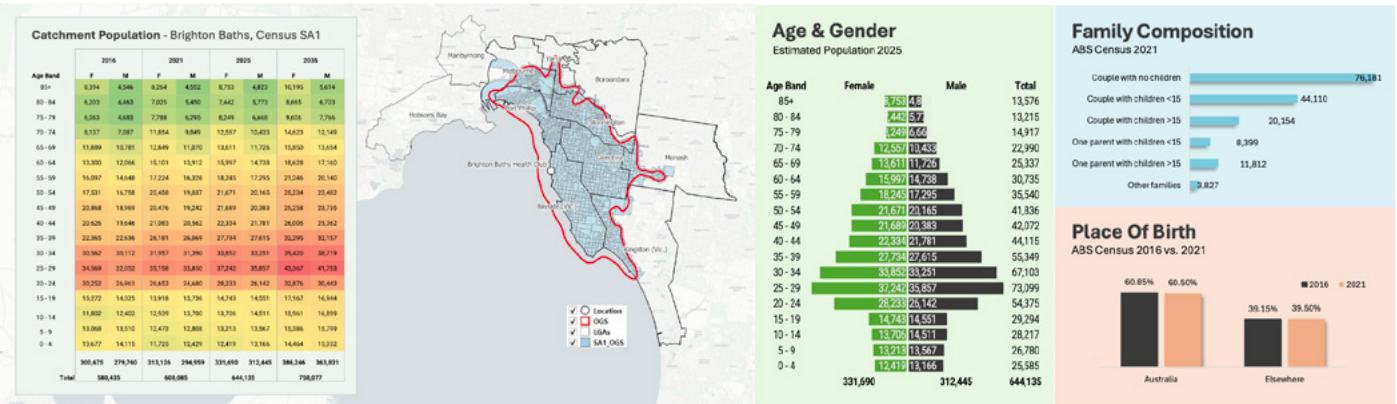 Catchment Population - Brighton Baths, Census SA1
2016 2021 2025 2035
Age Band F M F M F M F M
85+ 8,394 4,546 8,264 4,552 8,753 4,823 10,195 5,614
80 - 84 6,203 4,463 7,025 5,450 7,442 5,773 8,665 6,723
75 - 79 6,063 4,683 7,788 6,295 8,249 6,668 9,606 7,766
70 - 74 8,137 7,087 11,854 9,849 12,557 10,433 14,623 12,149
65 - 69 11,889 10,781 12,849 11,070 13,611 11,726 15,850 13,654
60 - 64 13,300 12,066 15,101 13,912 15,997 14,738 18,628 17,160
55 - 59 16,097 14,648 17,224 16,328 18,245 17,295 21,246 20,140
50 - 54 17,531 16,758 20,458 19,037 21,671 20,165 25,234 23,482
45 - 49 20,868 18,969 20,476 19,242 21,689 20,383 25,258 23,735
40 - 44 20,626 19,646 21,083 20,562 22,334 21,781 26,006 25,362
35 - 39 22,365 22,636 26,181 26,069 27,734 27,615 32,295 32,157
30 - 34 30,562 30,112 31,957 31,390 33,852 33,251 39,420 38,719
25 - 29 34,569 32,052 35,158 33,850 37,242 35,857 43,367 41,753
20 - 24 30,252 26,961 26,653 24,680 28,233 26,142 32,876 30,443
15 - 19 15,272 14,325 13,918 13,736 14,743 14,551 17,167 16,944
10 - 14 11,802 12,402 12,939 13,700 13,706 14,511 15,961 16,899
5 - 9 13,068 13,510 12,473 12,808 13,213 13,567 15,386 15,799
0 - 4 13,677 14,115 11,725 12,429 12,419 13,166 14,464 15,332
300,675 279,760 313,126 294,959 331,690 312,445 386,246 363,831
Total 580,435 608,085 644,135
Manbyrnong
Boroondara
Hobsons Bay
Port Phillip
Stonnington
Glen Eira
Monash
Brighton Baths Health Club
Bayside (Vic.)
Kingston (Vic.)
Location
OGS
LGAs
SA1_OGS
Age & Gender
Estimated Population 2025
Age Band Female Male Total
85+ 8,753 4,8 13,576
80 - 84 ,442 5,7 13,215
75 - 79 ,249 6,66 14,917
70 - 74 12,557 10,433 22,990
65 - 69 13,611 11,726 25,337
60 - 64 15,997 14,738 30,735
55 - 59 18,245 17,295 35,540
50 - 54 21,671 20,165 41,836
45 - 49 21,689 20,383 42,072
40 - 44 22,334 21,781 44,115
35 - 39 27,734 27,615 55,349
30 - 34 33,852 33,251 67,103
25 - 29 37,242 35,857 73,099
20 - 24 28,233 26,142 54,375
15 - 19 14,743 14,551 29,294
10 - 14 13,706 14,511 28,217
5 - 9 13,213 13,567 26,780
0 - 4 12,419 13,166 25,585
331,690 312,445 644,135
Family Composition
ABS Census 2021
Couple with no children 76,181
Couple with children <15 44,110
Couple with children >15 20,154
One parent with children <15 8,399
One parent with children >15 11,812
Other families 3,827
Place Of Birth
ABS Census 2016 vs. 2021
2016 2021
60.85% 60.50%
39.15% 39.50%
Australia Elsewhere